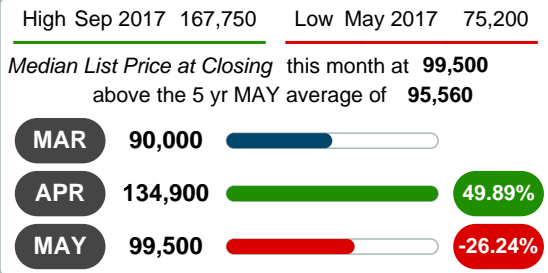 High Sep 2017 167,750 Low May 2017 75,200
Median List Price at Closing this month at 99,500
above the 5 yr MAY average of 95,560
MAR 90,000
APR 134,900 49.89%
MAY 99,500 -26.24%